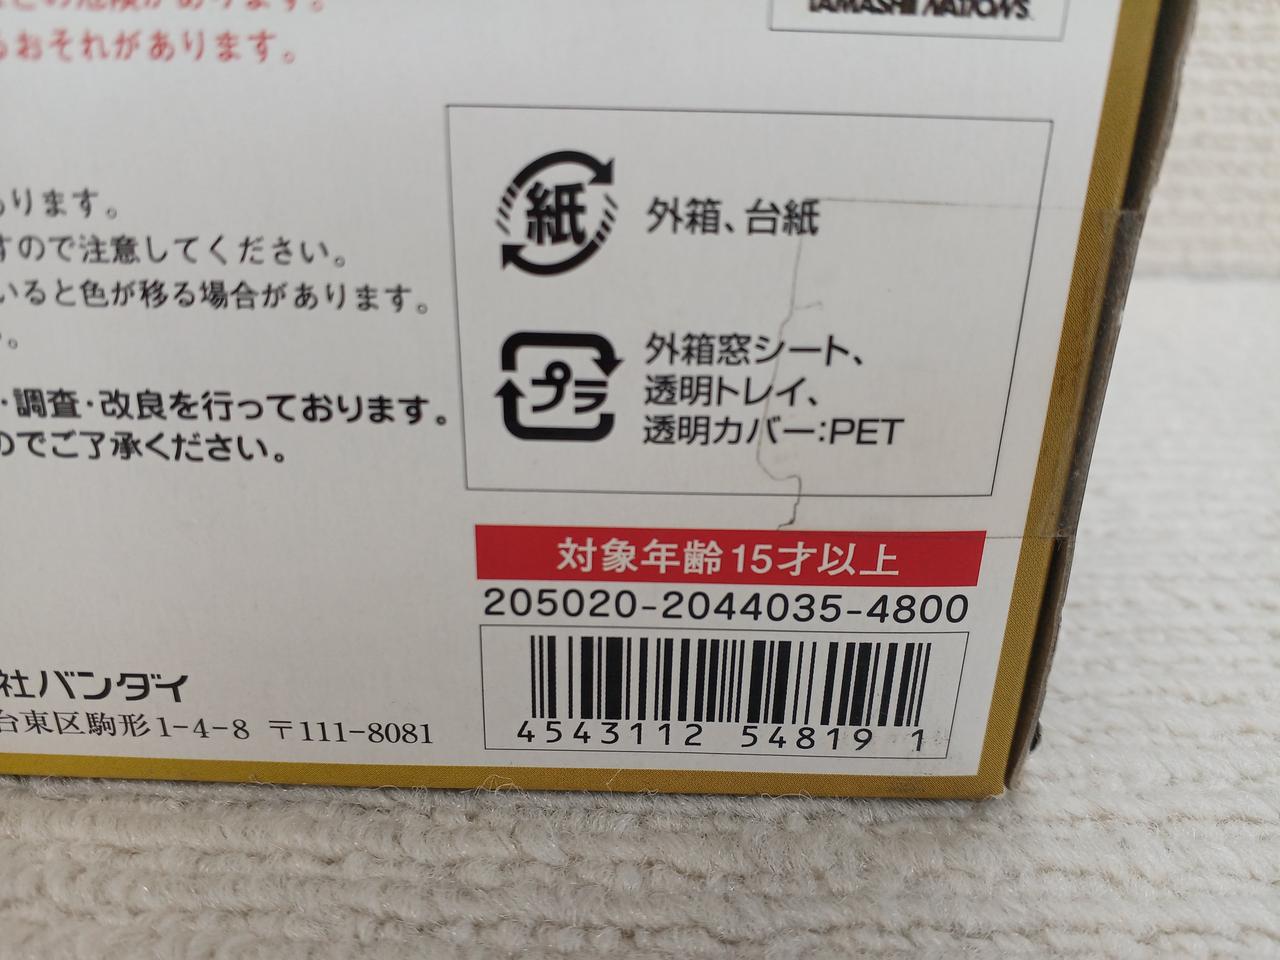 TAMASHII NATIONS
るおそれがあります。
あります。
すので注意してください。
いると色が移る場合があります。
・調査・改良を行っております。
のでご了承ください。
紙
外箱、台紙
プラ
外箱窓シート、
透明トレイ、
透明カバー:PET
対象年齢15才以上
205020-2044035-4800
4543112 54819 1
社バンダイ
台東区駒形1-4-8 〒111-8081